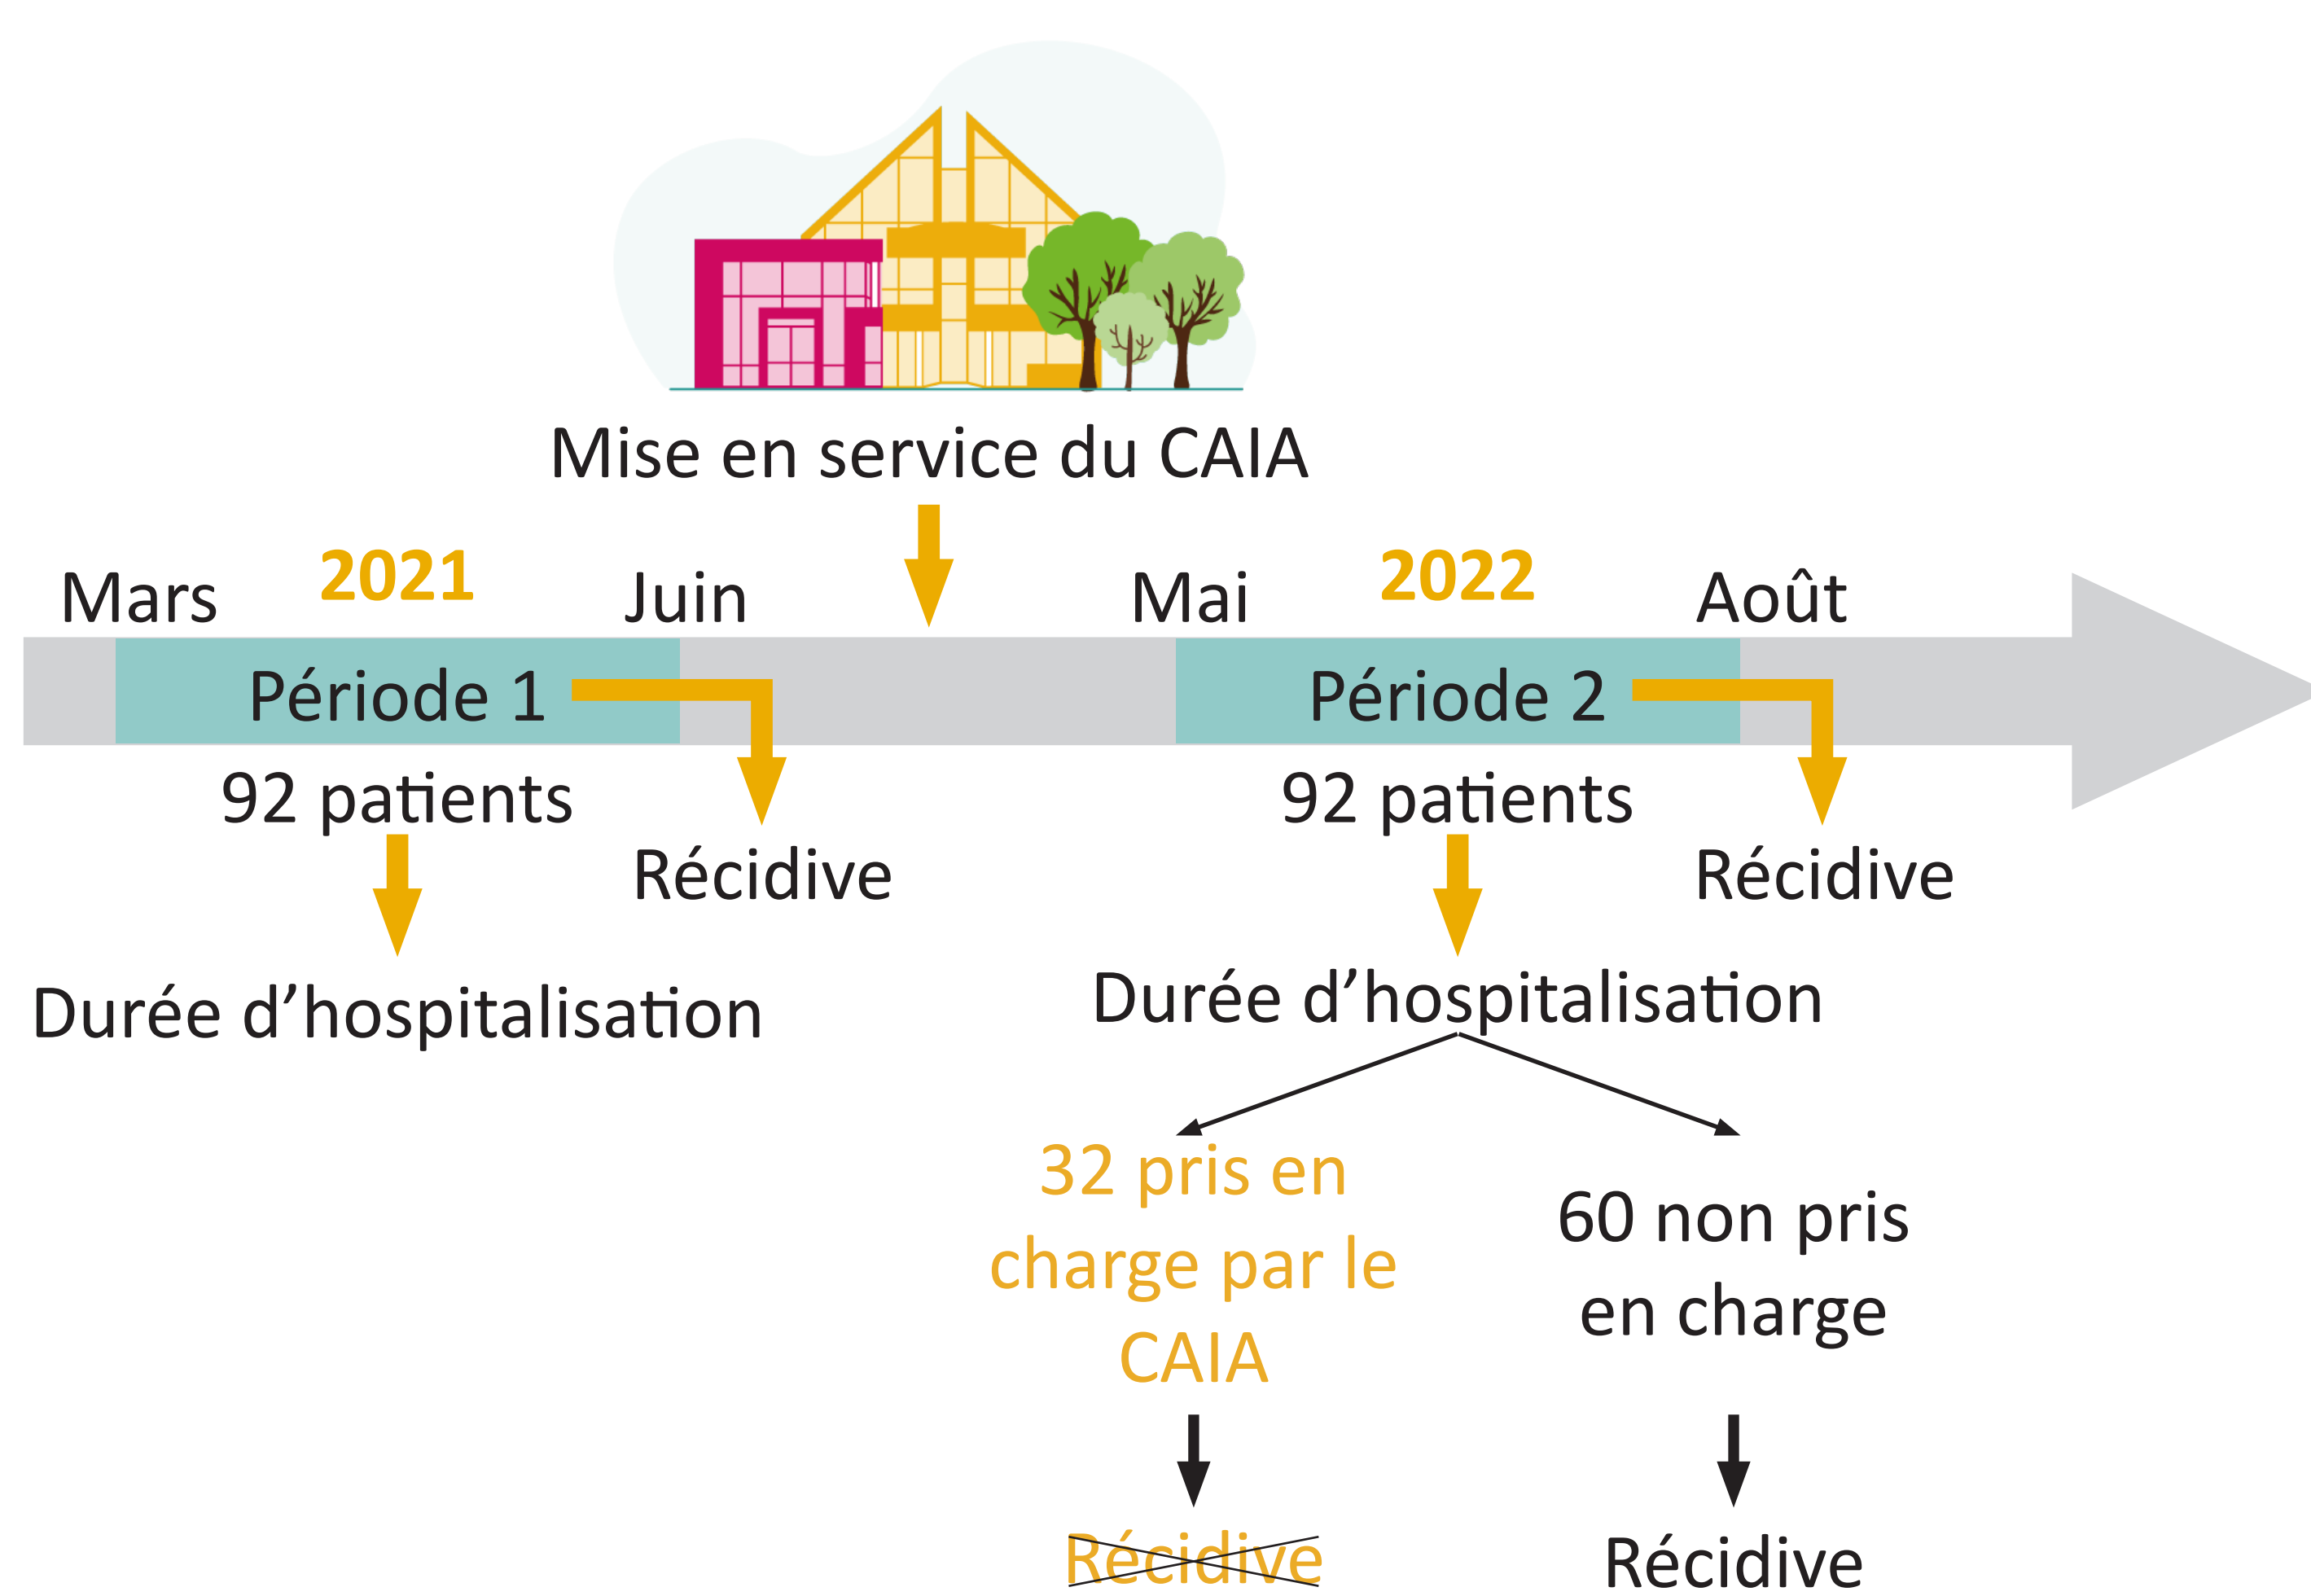 Mise en service du CAIA
Mars
2021
Juin
Mai
2022
Août
Période 1
Période 2
92 patients
92 patients
Récidive
Récidive
Durée d’hospitalisation
Durée d’hospitalisation
32 pris en
charge par le
CAIA
60 non pris
en charge
Récidive
Récidive